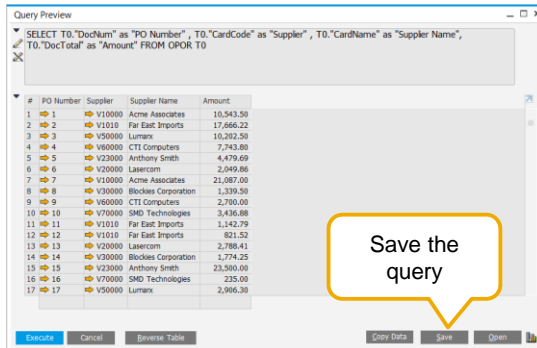 Query Preview
SELECT T0."DocNum" as "PO Number" , T0."CardCode" as "Supplier" , T0."CardName" as "Supplier Name",
T0."DocTotal" as "Amount" FROM OPOR T0
# PO Number Supplier Supplier Name Amount
1 1 V10000 Acme Associates 10,543.50
2 2 V1010 Far East Imports 17,666.22
3 3 V50000 Lumarx 10,202.50
4 4 V60000 CTI Computers 7,743.80
5 5 V23000 Anthony Smith 4,479.69
6 6 V20000 Lasercom 2,049.86
7 7 V10000 Acme Associates 21,087.00
8 8 V30000 Blockies Corporation 1,339.50
9 9 V60000 CTI Computers 2,700.00
10 10 V70000 SMD Technologies 3,436.88
11 11 V1010 Far East Imports 1,142.79
12 12 V1010 Far East Imports 821.52
13 13 V20000 Lasercom 2,788.41
14 14 V30000 Blockies Corporation 1,774.25
15 15 V23000 Anthony Smith 23,500.00
16 16 V70000 SMD Technologies 235.00
17 17 V50000 Lumarx 2,906.30
Save the
query
Execute Cancel Reverse Table Copy Data Save Open